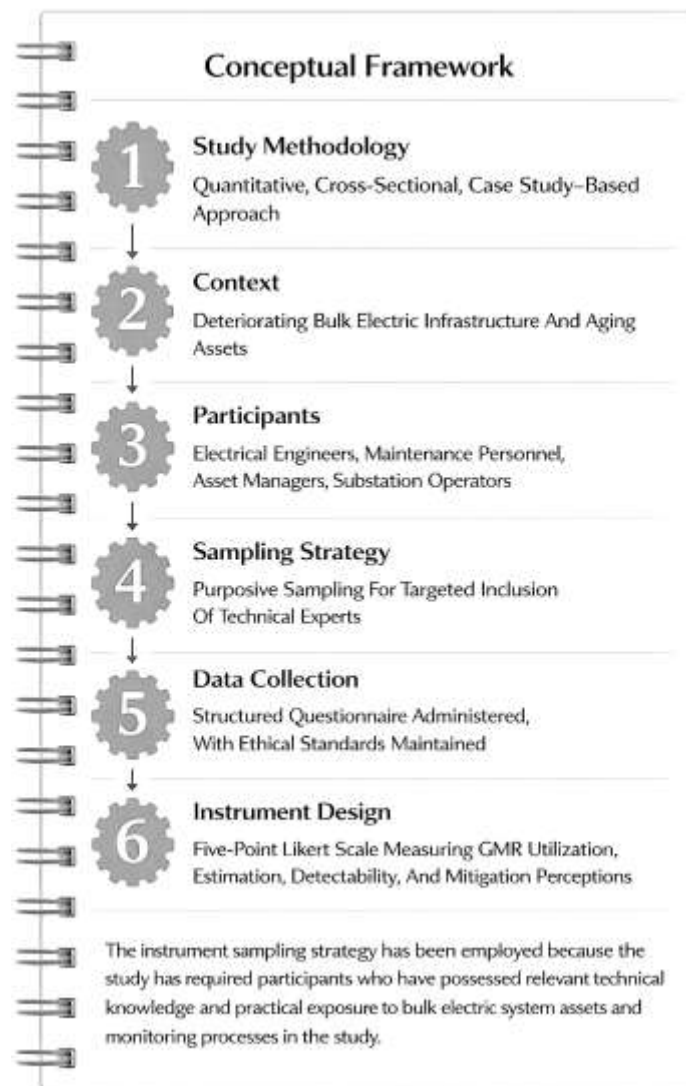 Conceptual Framework
1
Study Methodology
Quantitative, Cross-Sectional, Case Study–Based
Approach
2
Context
Deteriorating Bulk Electric Infrastructure And Aging
Assets
3
Participants
Electrical Engineers, Maintenance Personnel,
Asset Managers, Substation Operators
4
Sampling Strategy
Purposive Sampling For Targeted Inclusion
Of Technical Experts
5
Data Collection
Structured Questionnaire Administered,
With Ethical Standards Maintained
6
Instrument Design
Five-Point Likert Scale Measuring GMR Utilization,
Estimation, Detectability, And Mitigation Perceptions
The instrument sampling strategy has been employed because the
study has required participants who have possessed relevant technical
knowledge and practical exposure to bulk electric system assets and
monitoring processes in the study.